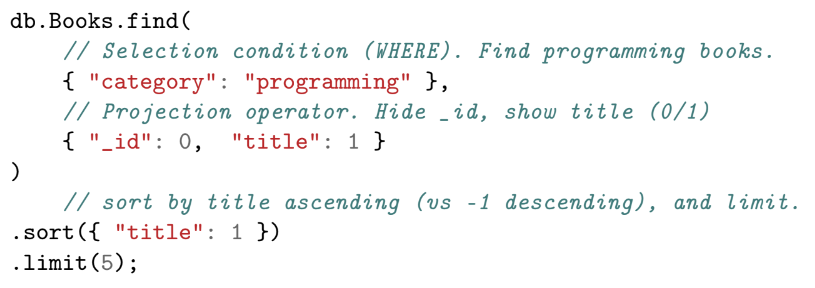 db.Books.find(
    // Selection condition (WHERE). Find programming books.
    { "category": "programming" },
    // Projection operator. Hide _id, show title (0/1)
    { "_id": 0,  "title": 1 }
)
    // sort by title ascending (vs -1 descending), and limit.
.sort({ "title": 1 })
.limit(5);